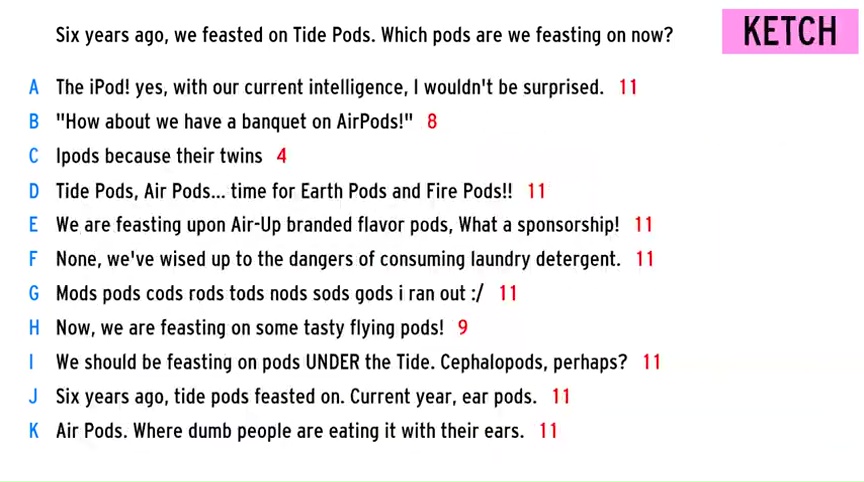 Six years ago, we feasted on Tide Pods. Which pods are we feasting on now?
KETCH
A The iPod! yes, with our current intelligence, I wouldn't be surprised. 11
B "How about we have a banquet on AirPods!" 8
C Ipods because their twins 4
D Tide Pods, Air Pods... time for Earth Pods and Fire Pods!! 11
E We are feasting upon Air-Up branded flavor pods, What a sponsorship! 11
F None, we've wised up to the dangers of consuming laundry detergent. 11
G Mods pods cods rods tods nods sods gods i ran out :/ 11
H Now, we are feasting on some tasty flying pods! 9
I We should be feasting on pods UNDER the Tide. Cephalopods, perhaps? 11
J Six years ago, tide pods feasted on. Current year, ear pods. 11
K Air Pods. Where dumb people are eating it with their ears. 11